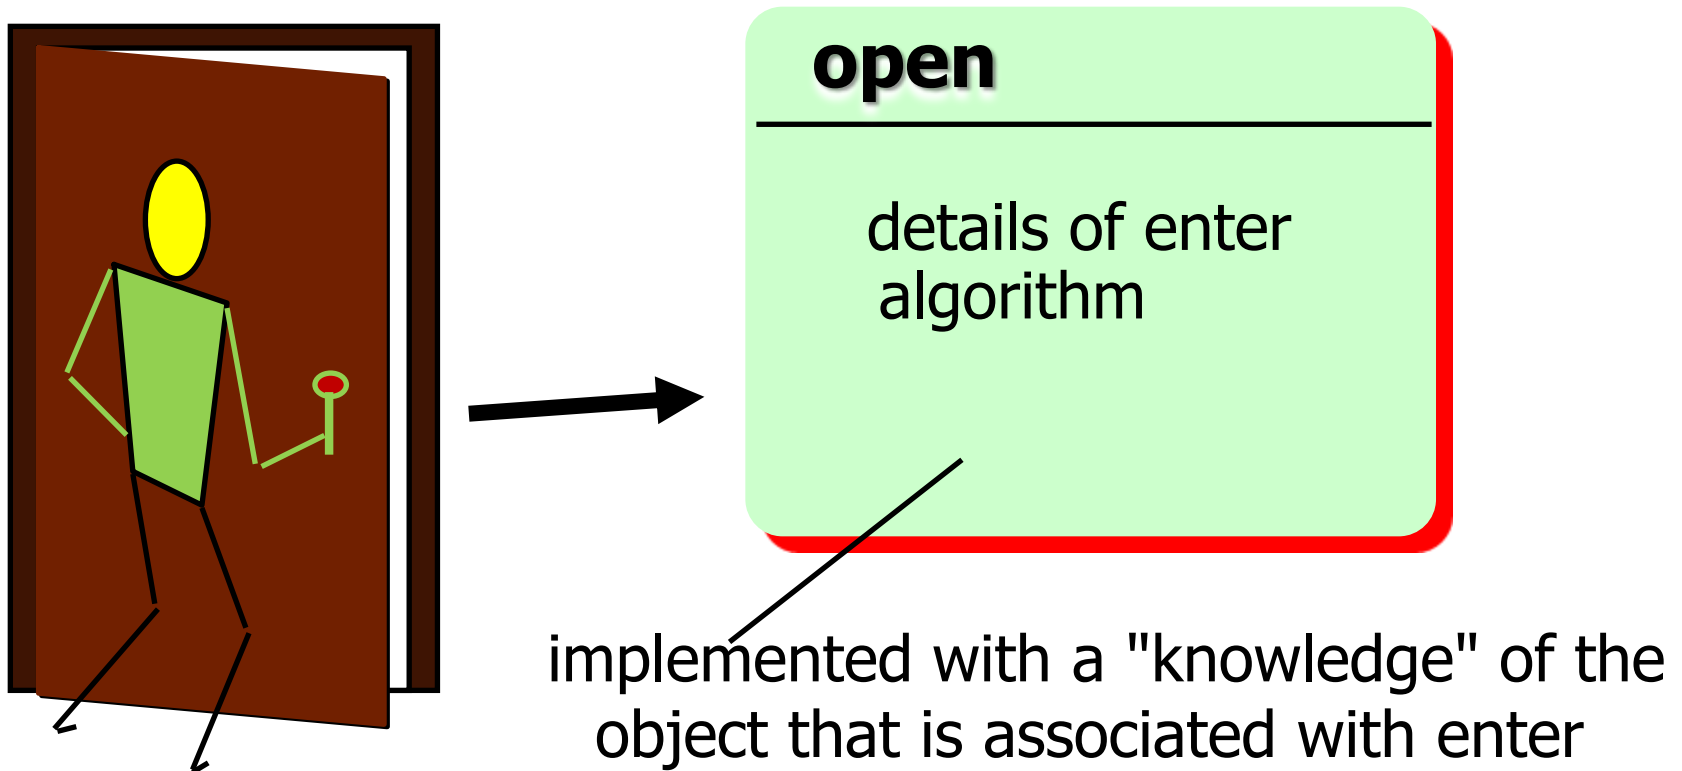 open
details of enter
algorithm
implemented with a "knowledge" of the
object that is associated with enter